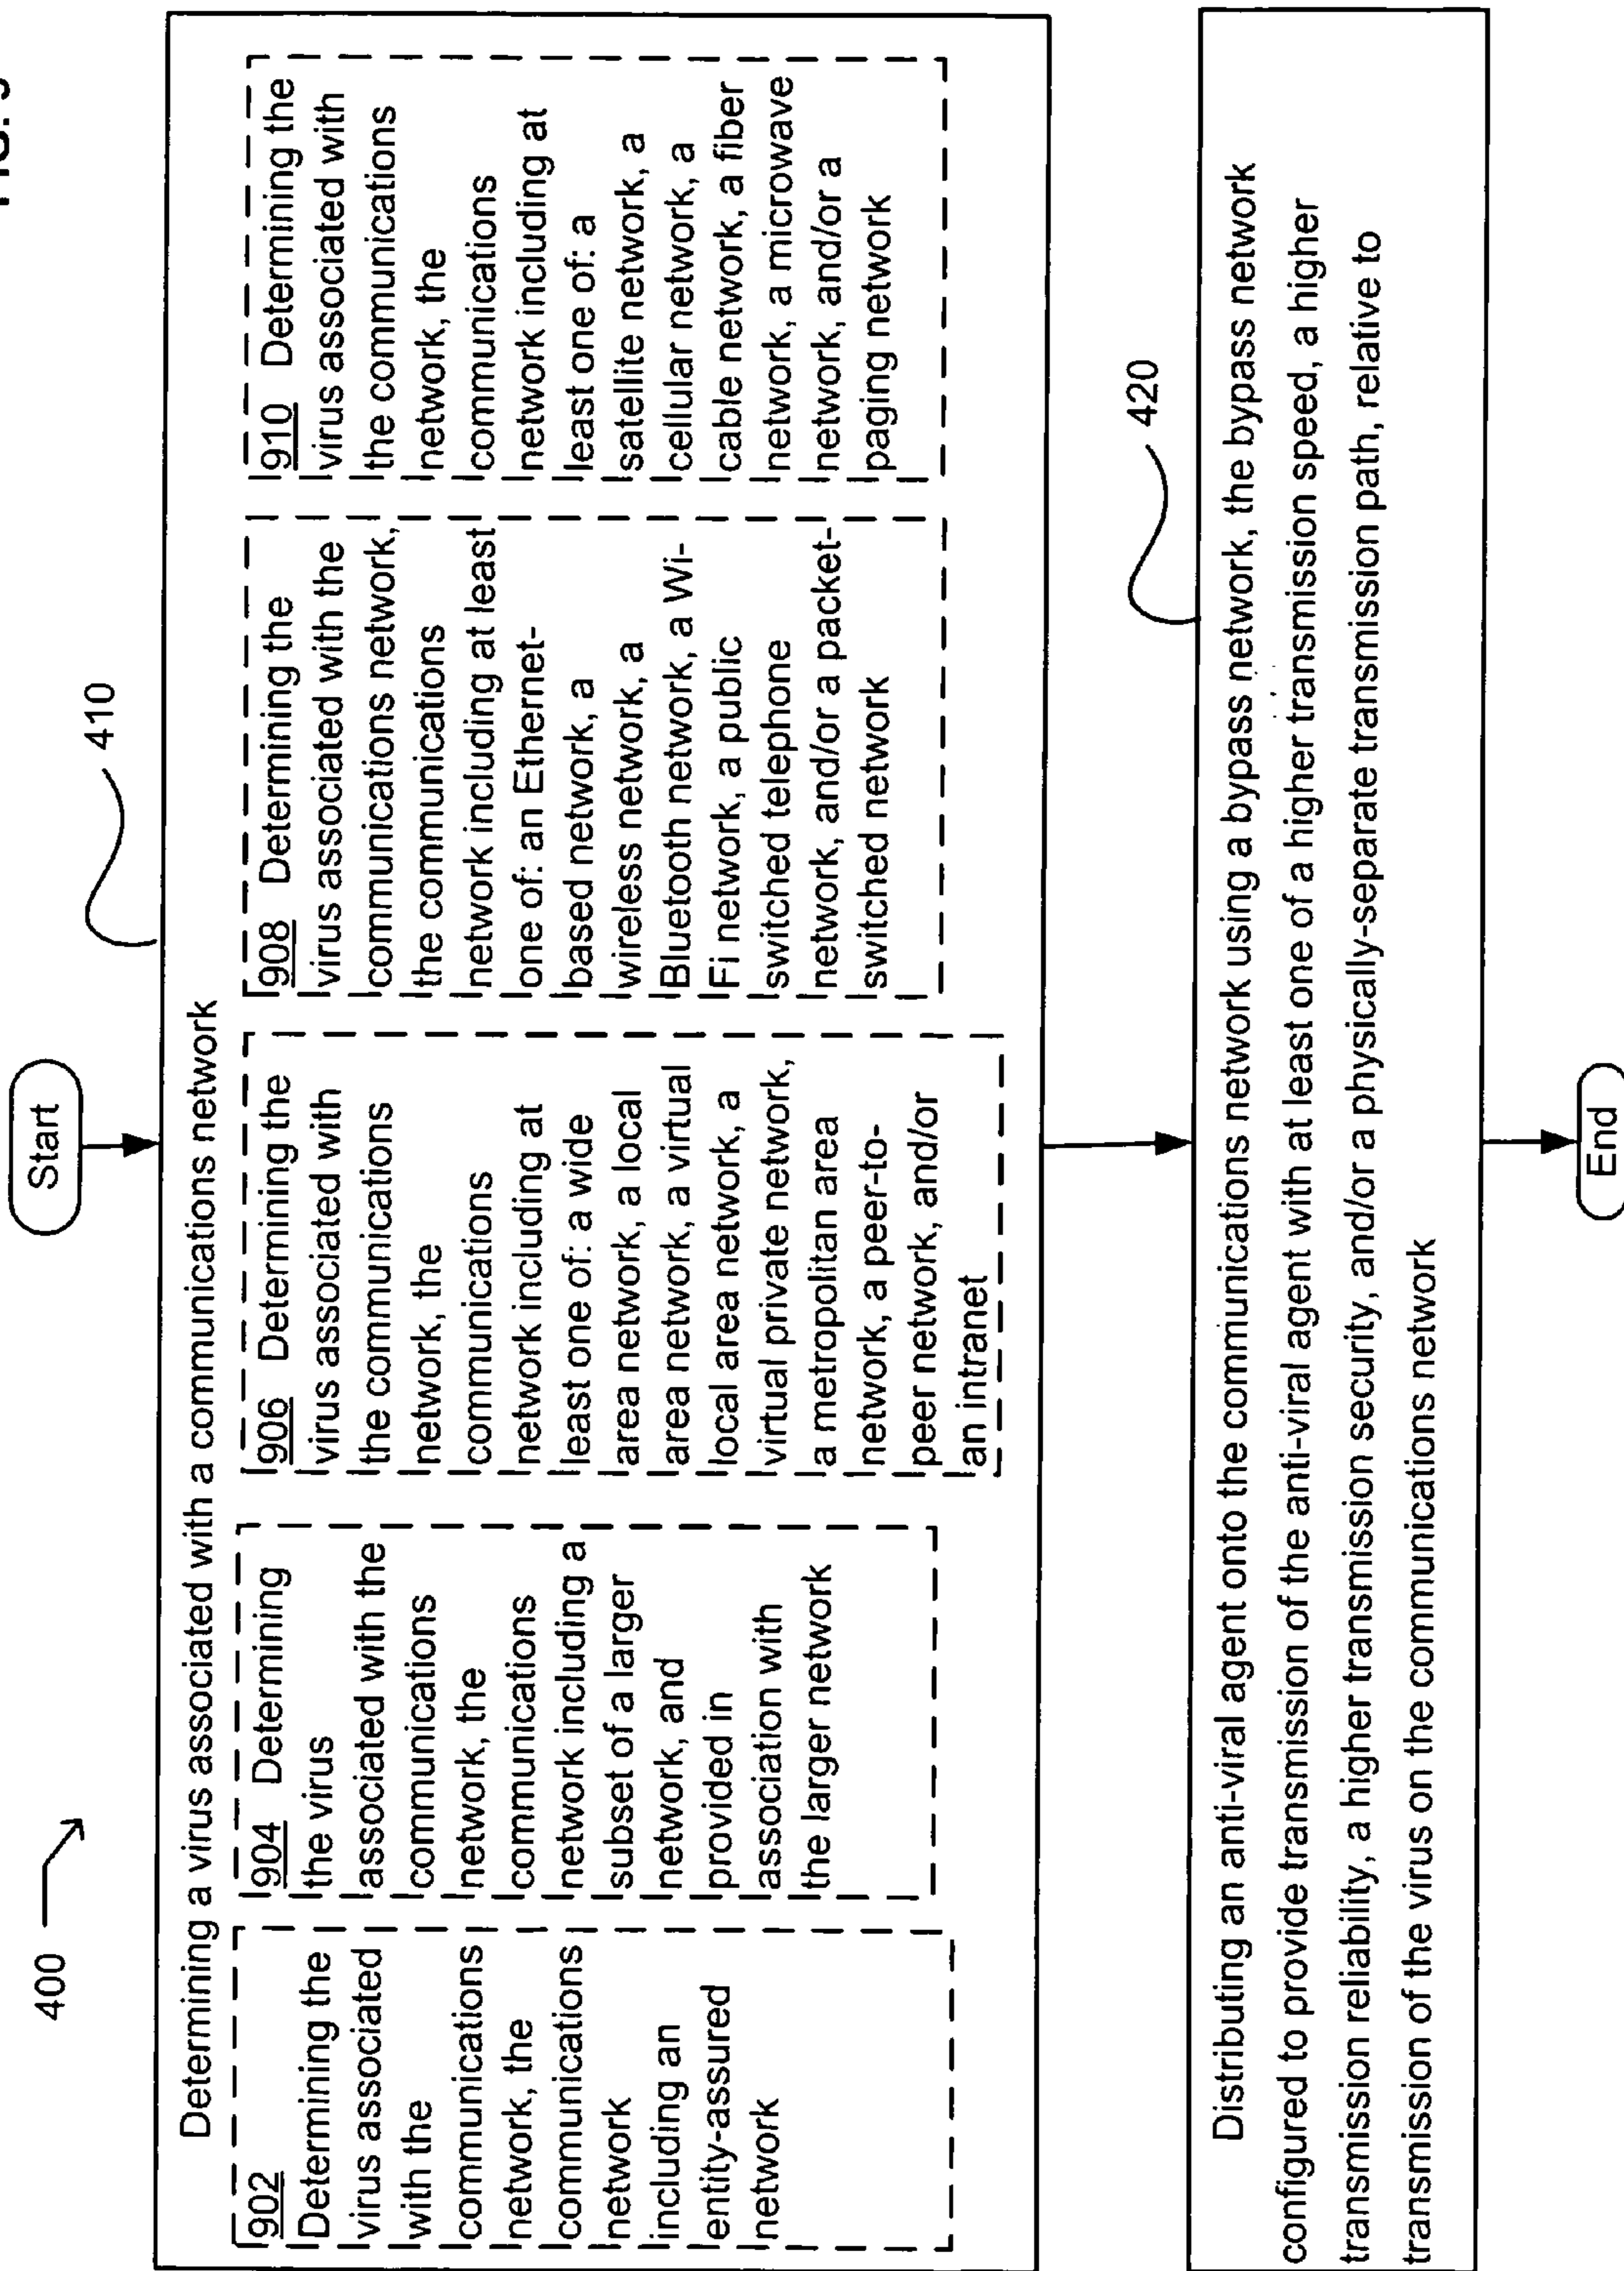 FIG. 9
400
Start
410
Determining a virus associated with a communications network
902
Determining the
virus associated
with the
communications
network, the
communications
network
including an
entity-assured
network
904 Determining
the virus
associated with the
communications
network, the
communications
network including a
subset of a larger
network, and
provided in
association with
the larger network
906 Determining the
virus associated with
the communications
network, the
communications
network including at
least one of: a wide
area network, a local
area network, a virtual
local area network, a
virtual private network,
a metropolitan area
network, a peer-to-
peer network, and/or
an intranet
908 Determining the
virus associated with the
communications network,
the communications
network including at least
one of: an Ethernet-
based network, a
wireless network, a
Bluetooth network, a Wi-
Fi network, a public
switched telephone
network, and/or a packet-
switched network
910 Determining the
virus associated with
the communications
network, the
communications
network including at
least one of: a
satellite network, a
cellular network, a
cable network, a fiber
network, a microwave
network, and/or a
paging network
420
Distributing an anti-viral agent onto the communications network using a bypass network, the bypass network
configured to provide transmission of the anti-viral agent with at least one of a higher transmission speed, a higher
transmission reliability, a higher transmission security, and/or a physically-separate transmission path, relative to
transmission of the virus on the communications network
End